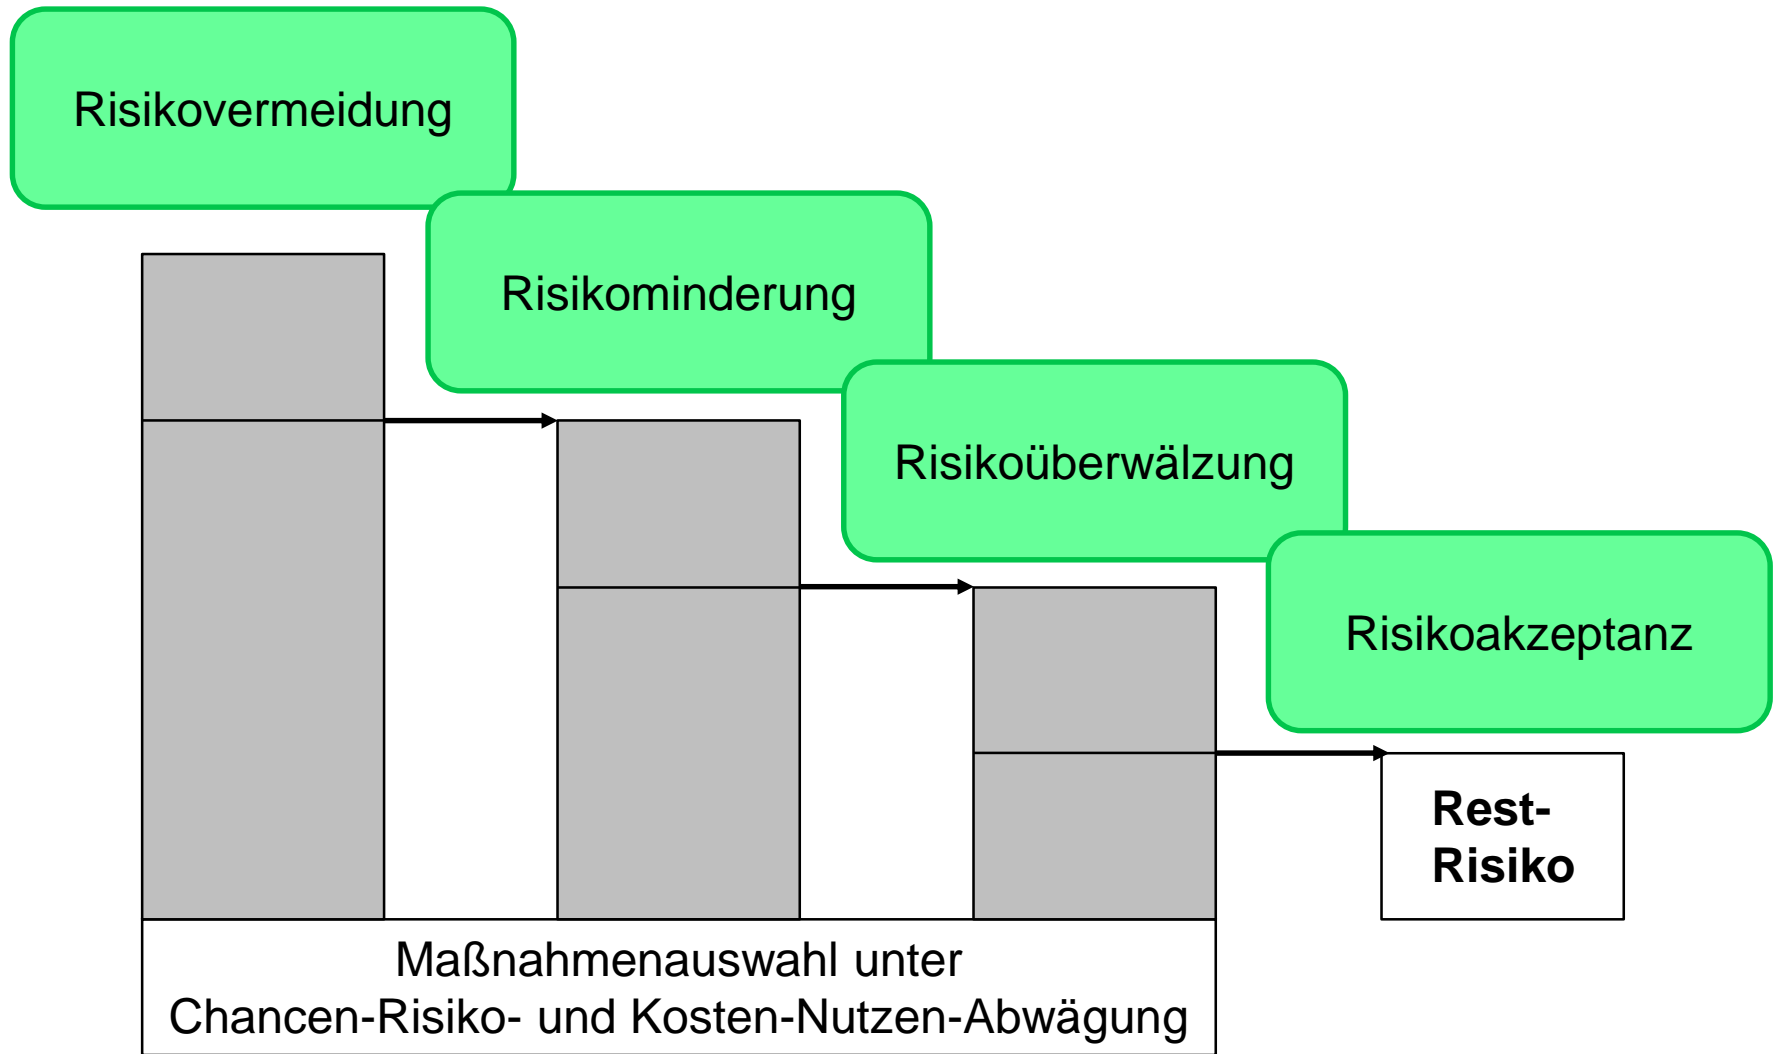 Risikovermeidung
Risikominderung
Risikoüberwälzung
Risikoakzeptanz
Rest-
Risiko
Maßnahmenauswahl unter
Chancen-Risiko- und Kosten-Nutzen-Abwägung